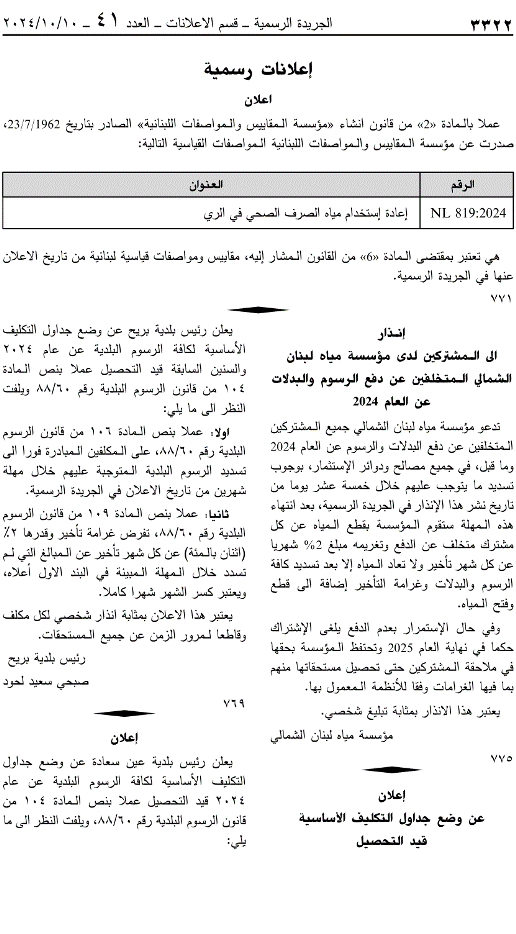 ٣٣٢٢
الجريدة الرسمية ــ قسم الاعلانات ــ العدد ٤١ ــ ٢٠٢٤/١٠/١٠
إعلانات رسمية
اعلان
عملا بالمادة «2» من قانون انشاء «مؤسسة المقاييس والمواصفات اللبنانية» الصادر بتاريخ 23/7/1962،
صدرت عن مؤسسة المقاييس والمواصفات اللبنانية المواصفات القياسية التالية:
الرقم
العنوان
NL 819:2024
إعادة إستخدام مياه الصرف الصحي في الري
هي تعتبر بمقتضى المادة «6» من القانون المشار إليه، مقاييس ومواصفات قياسية لبنانية من تاريخ الاعلان
عنها في الجريدة الرسمية.
٧٧١
إنذار
الى المشتركين لدى مؤسسة مياه لبنان
الشمالي المتخلفين عن دفع الرسوم والبدلات
عن العام 2024
تدعو مؤسسة مياه لبنان الشمالي جميع المشتركين
المتخلفين عن دفع البدلات والرسوم عن العام 2024
وما قبل، في جميع مصالح ودوائر الإستثمار، بوجوب
تسديد ما يتوجب عليهم خلال خمسة عشر يوما من
تاريخ نشر هذا الإنذار في الجريدة الرسمية، بعد انتهاء
هذه المهلة ستقوم المؤسسة بقطع المياه عن كل
مشترك متخلف عن الدفع وتغريمه مبلغ 2% شهريا
عن كل شهر تأخير ولا تعاد المياه إلا بعد تسديد كافة
الرسوم والبدلات وغرامة التأخير إضافة الى قطع
وفتح المياه.
وفي حال الإستمرار بعدم الدفع يلغى الإشتراك
حكما في نهاية العام 2025 وتحتفظ المؤسسة بحقها
في ملاحقة المشتركين حتى تحصيل مستحقاتها منهم
بما فيها الغرامات وفقا للأنظمة المعمول بها.
يعتبر هذا الانذار بمثابة تبليغ شخصي.
مؤسسة مياه لبنان الشمالي
٧٧٥
إعلان
عن وضع جداول التكليف الأساسية
قيد التحصيل
يعلن رئيس بلدية بريح عن وضع جداول التكليف
الأساسية لكافة الرسوم البلدية عن عام ٢٠٢٤
والسنين السابقة قيد التحصيل عملا بنص المادة
١٠٤ من قانون الرسوم البلدية رقم ٨٨/٦٠ ويلفت
النظر الى ما يلي:
اولا: عملا بنص المادة ١٠٦ من قانون الرسوم
البلدية رقم ٨٨/٦٠، على المكلفين المبادرة فورا الى
تسديد الرسوم البلدية المتوجبة عليهم خلال مهلة
شهرين من تاريخ الاعلان في الجريدة الرسمية.
ثانيا: عملا بنص المادة ١٠٩ من قانون الرسوم
البلدية رقم ٨٨/٦٠، تفرض غرامة تأخير وقدرها ٢٪
(اثنان بالمئة) عن كل شهر تأخير عن المبالغ التي لم
تسدد خلال المهلة المبينة في البند الاول أعلاه،
ويعتبر كسر الشهر شهرا كاملا.
يعتبر هذا الاعلان بمثابة انذار شخصي لكل مكلف
وقاطعا لمرور الزمن عن جميع المستحقات.
رئيس بلدية بريح
صبحي سعيد لحود
٧٦٩
إعلان
يعلن رئيس بلدية عين سعادة عن وضع جداول
التكليف الأساسية لكافة الرسوم البلدية عن عام
٢٠٢٤ قيد التحصيل عملا بنص المادة ١٠٤ من
قانون الرسوم البلدية رقم ٨٨/٦٠، ويلفت النظر الى ما
يلي: